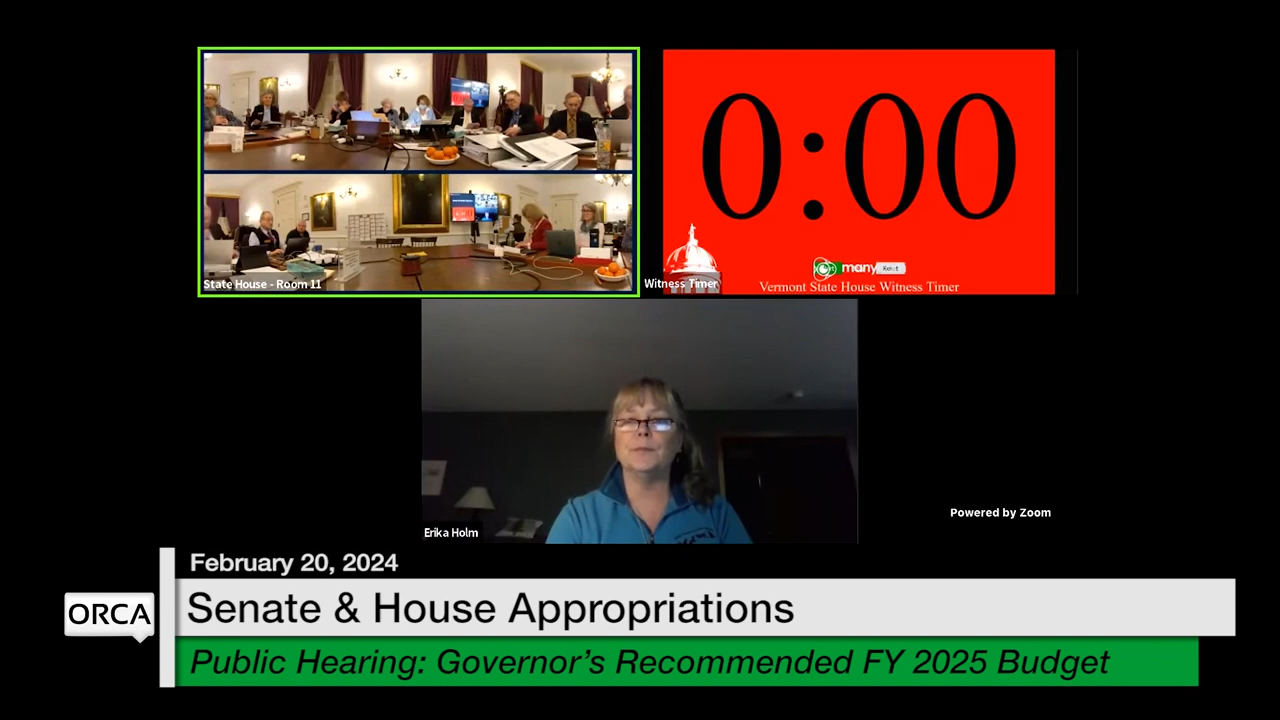 0:00
many
Vermont State House Witness Timer
State House - Room 11
Witness Timer
Erika Holm
Powered by Zoom
February 20, 2024
ORCA
Senate & House Appropriations
Public Hearing: Governor's Recommended FY 2025 Budget